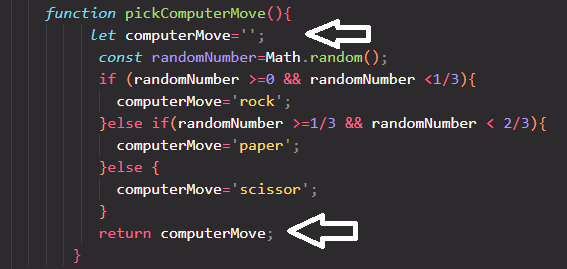 function pickComputerMove(){
let computerMove='';
const randomNumber=Math.random();
if (randomNumber >=0 && randomNumber <1/3){
computerMove='rock';
}else if(randomNumber >=1/3 && randomNumber < 2/3){
computerMove='paper';
}else {
computerMove='scissor';
}
return computerMove;
}